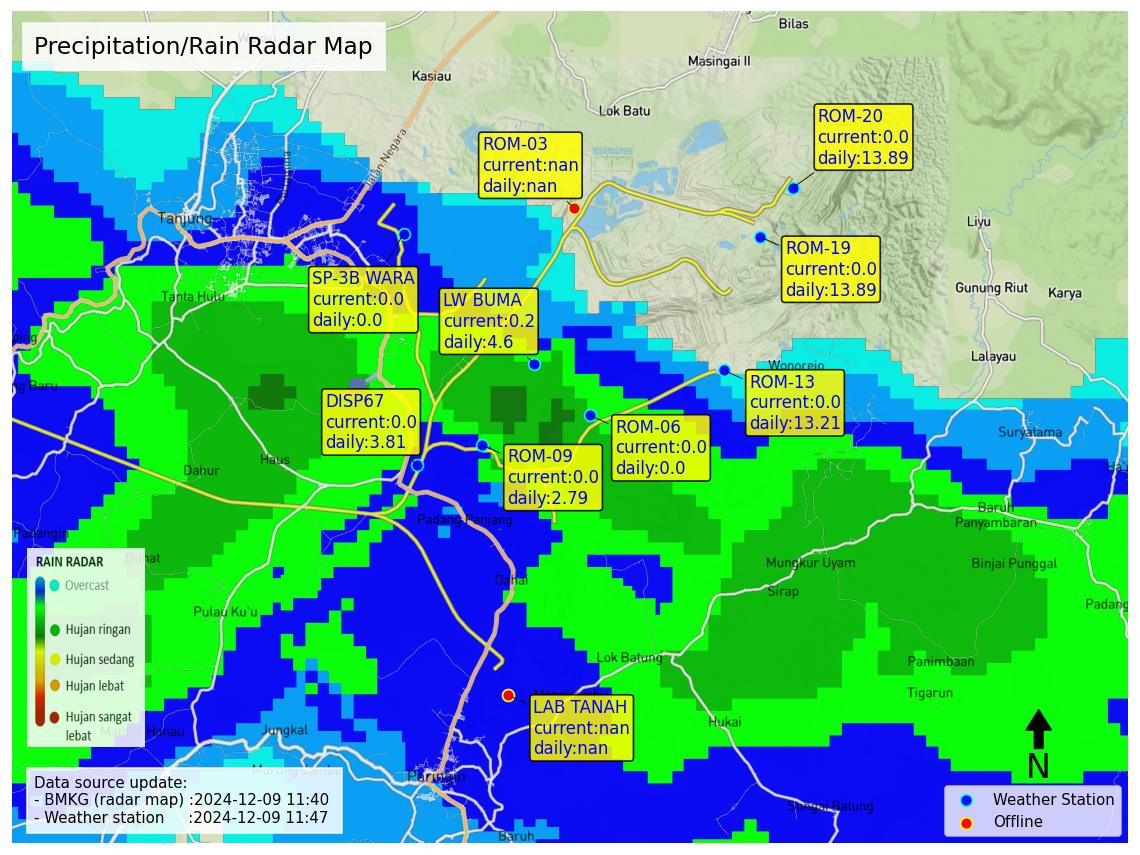 Precipitation/Rain Radar Map
Bilas
Masingai II
Kasiau
Lok Batu
Jalan Negara
ROM-20
current:0.0
daily:13.89
ROM-03
current:nan
daily:nan
Tanjung
Liyu
ROM-19
current:0.0
daily:13.89
SP-3B WARA
current:0.0
daily:0.0
LW BUMA
current:0.2
daily:4.6
Tanta Hulu
Gunung Riut
Karya
Lalayau
Wonorejo
ng Baru
ROM-13
current:0.0
daily:13.21
DISP67
current:0.0
daily:3.81
ROM-06
current:0.0
daily:0.0
Suryatama
ROM-09
current:0.0
daily:2.79
Haus
Dahur
Baruh
Panyambaran
Padang Panjang
Padangin
Mungkur Uyam
Binjai Punggal
Dahai
Sirap
Padang
Pulau Ku`u
RAIN RADAR
Overcast
Hujan ringan
Hujan sedang
Hujan lebat
Hujan sangat
lebat
Lok Batung
Panimbaan
Tigarun
LAB TANAH
current:nan
daily:nan
Hukai
Hanau
Jungkal
Paringin
Data source update:
- BMKG (radar map) :2024-12-09 11:40
- Weather station :2024-12-09 11:47
N
Weather Station
Offline
Sungai Batung
Baruh